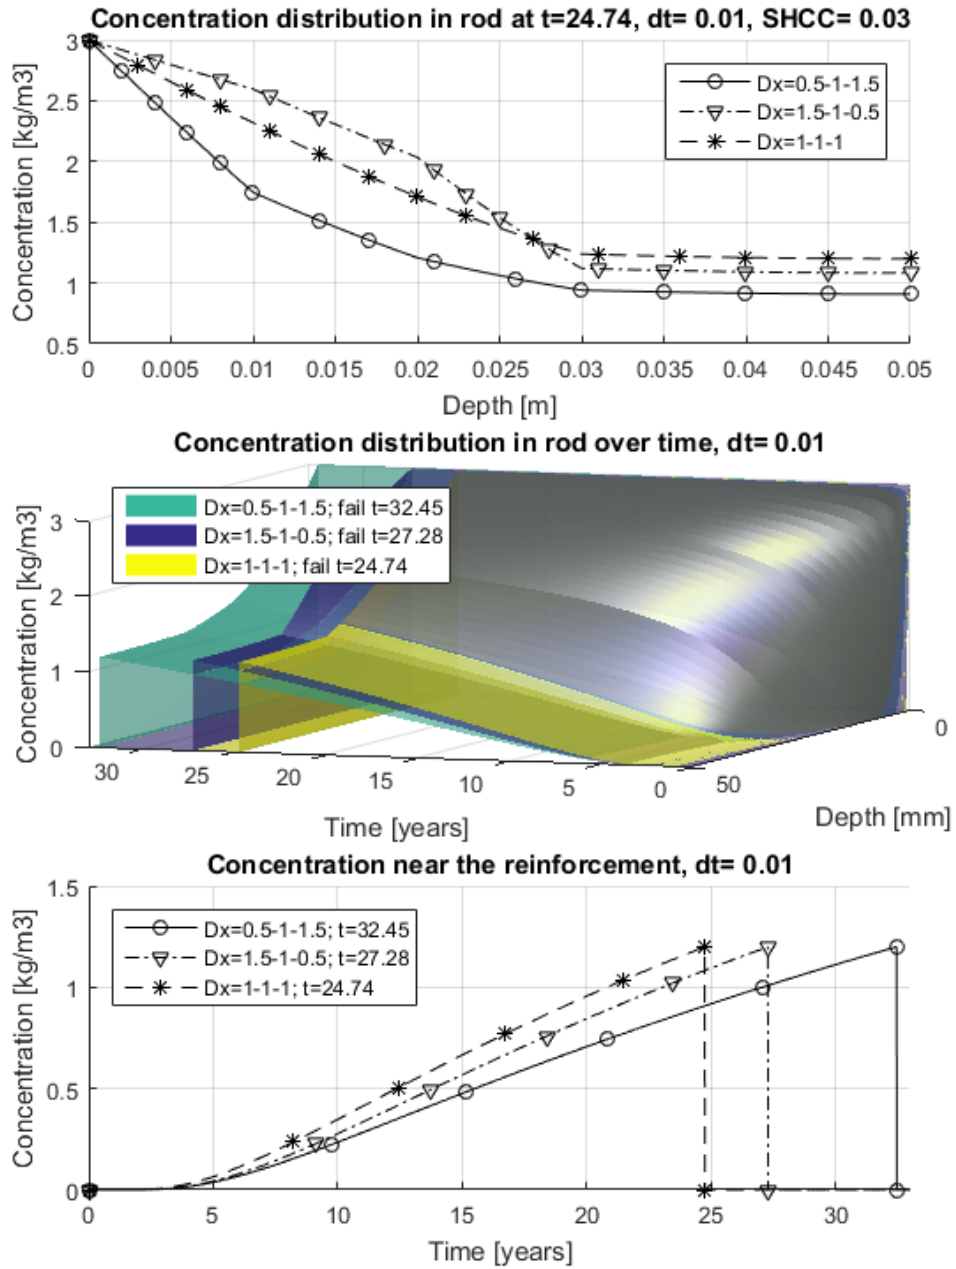 Concentration distribution in rod at t=24.74, dt= 0.01, SHCC= 0.03
Concentration [kg/m3]
3
2.5
2
1.5
1
0.5
Dx=0.5-1-1.5
Dx=1.5-1-0.5
Dx=1-1-1
0 0.005 0.01 0.015 0.02 0.025 0.03 0.035 0.04 0.045 0.05
Depth [m]
Concentration distribution in rod over time, dt= 0.01
Concentration [kg/m3]
3
2
1
0
Dx=0.5-1-1.5; fail t=32.45
Dx=1.5-1-0.5; fail t=27.28
Dx=1-1-1; fail t=24.74
30 25 20 15 10 5 0
50 0
Time [years]
Depth [mm]
Concentration near the reinforcement, dt= 0.01
Concentration [kg/m3]
1.5
1
0.5
0
Dx=0.5-1-1.5; t=32.45
Dx=1.5-1-0.5; t=27.28
Dx=1-1-1; t=24.74
0 5 10 15 20 25 30
Time [years]